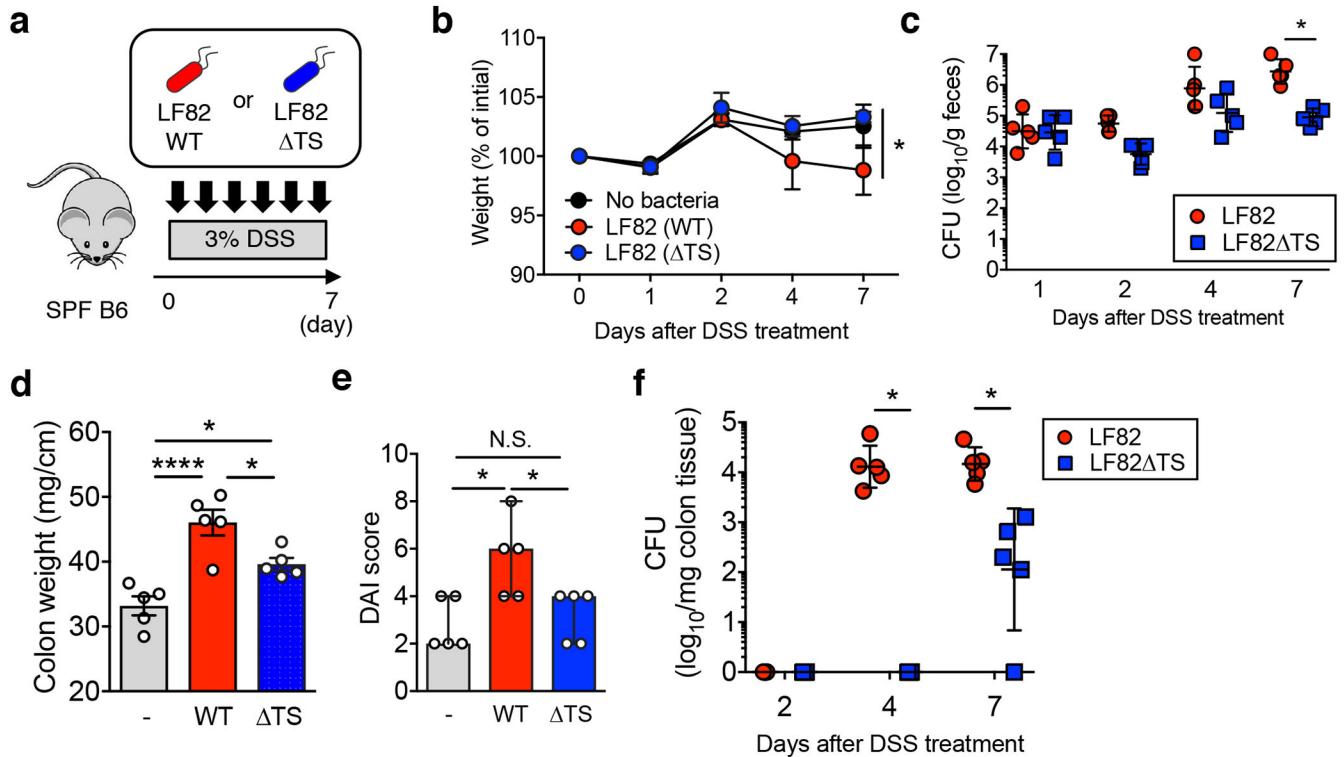 a
LF82
WT
or
LF82
ΔTS
3% DSS
SPF B6
0
7
(day)
b
Weight (% of intial)
110
105
100
95
90
*
No bacteria
LF82 (WT)
LF82 (ΔTS)
0 1 2 4 7
Days after DSS treatment
c
CFU (log10/g feces)
7
6
5
4
3
2
1
0
*
LF82
LF82ΔTS
1 2 4 7
Days after DSS treatment
d
Colon weight (mg/cm)
60
50
40
30
20
*
**** *
- WT ΔTS
e
DAI score
10
8
6
4
2
0
N.S.
* *
- WT ΔTS
f
CFU
(log10/mg colon tissue)
5
4
3
2
1
0
* *
LF82
LF82ΔTS
2 4 7
Days after DSS treatment